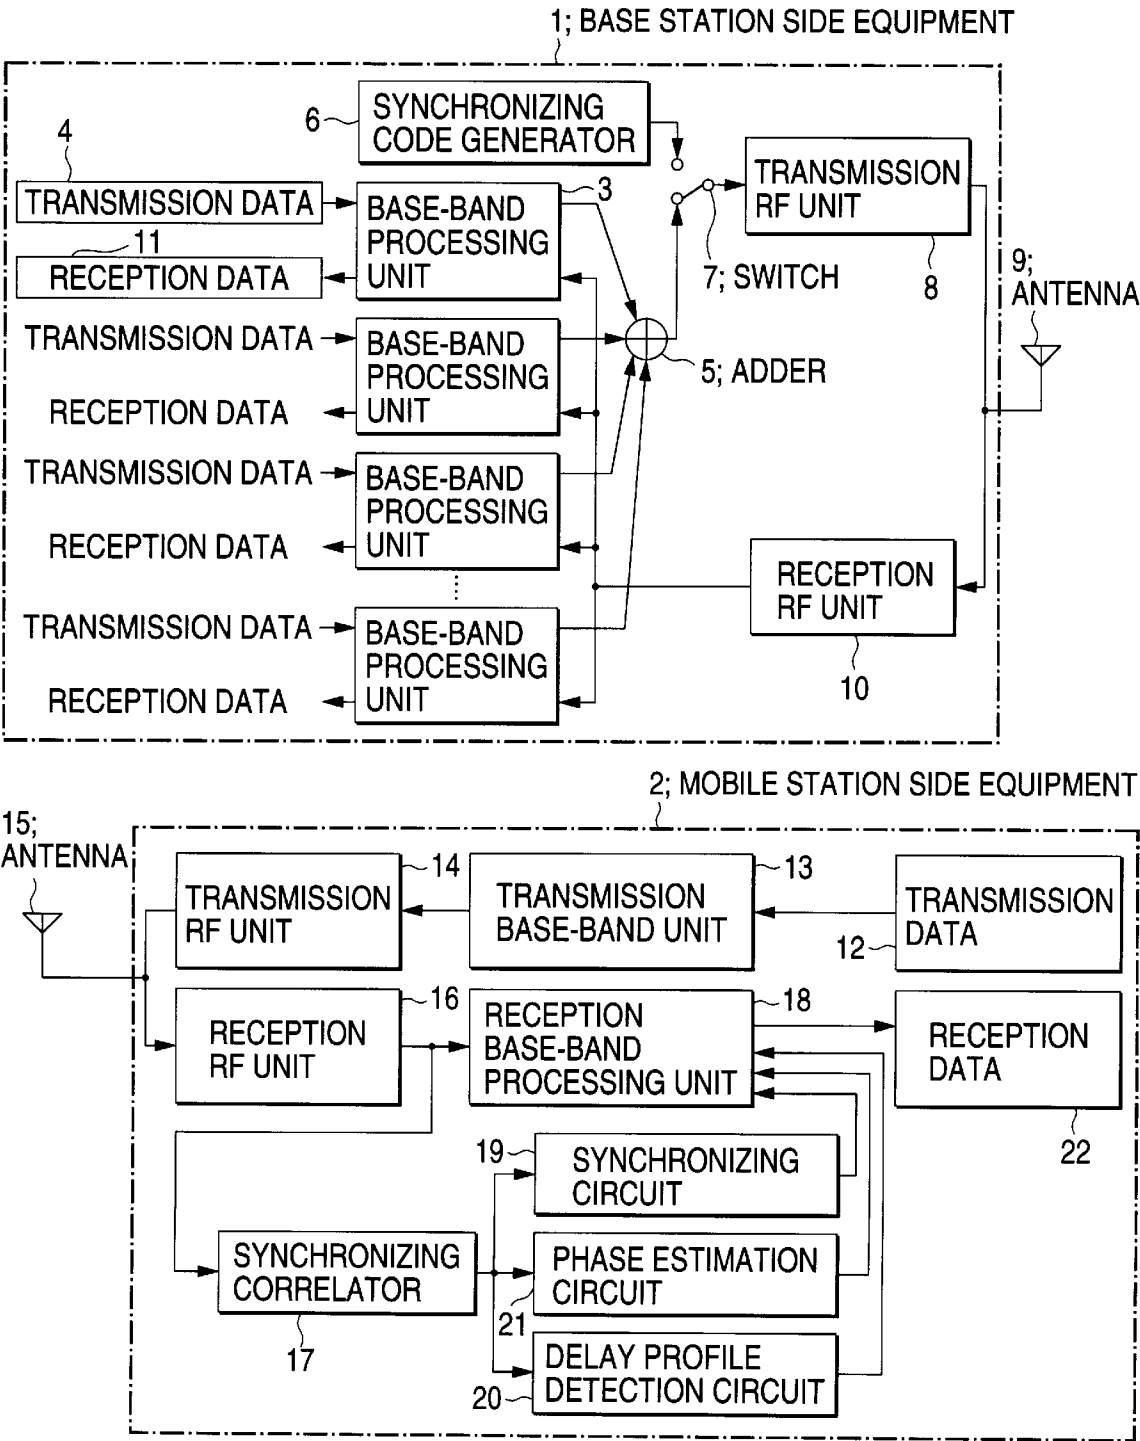 1; BASE STATION SIDE EQUIPMENT
6
SYNCHRONIZING
CODE GENERATOR
4
TRANSMISSION DATA
11
RECEPTION DATA
BASE-BAND
PROCESSING
UNIT
3
TRANSMISSION
RF UNIT
8
7; SWITCH
9;
ANTENNA
TRANSMISSION DATA
RECEPTION DATA
BASE-BAND
PROCESSING
UNIT
5; ADDER
TRANSMISSION DATA
RECEPTION DATA
BASE-BAND
PROCESSING
UNIT
RECEPTION
RF UNIT
10
TRANSMISSION DATA
RECEPTION DATA
BASE-BAND
PROCESSING
UNIT
2; MOBILE STATION SIDE EQUIPMENT
15;
ANTENNA
TRANSMISSION
RF UNIT
14
TRANSMISSION
BASE-BAND UNIT
13
TRANSMISSION
DATA
12
RECEPTION
RF UNIT
16
RECEPTION
BASE-BAND
PROCESSING UNIT
18
RECEPTION
DATA
22
19
SYNCHRONIZING
CIRCUIT
SYNCHRONIZING
CORRELATOR
17
PHASE ESTIMATION
CIRCUIT
21
DELAY PROFILE
DETECTION CIRCUIT
20